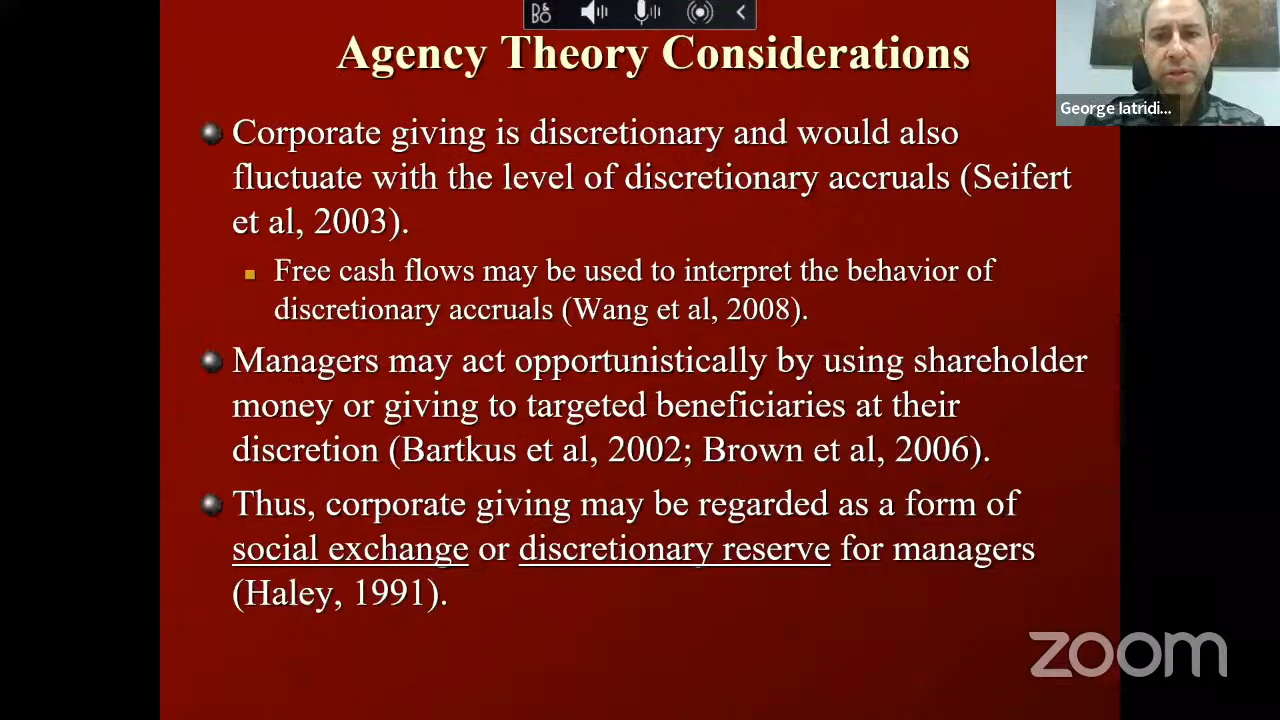 Agency Theory Considerations
George Iatridi...
Corporate giving is discretionary and would also
fluctuate with the level of discretionary accruals (Seifert
et al, 2003).
Free cash flows may be used to interpret the behavior of
discretionary accruals (Wang et al, 2008).
Managers may act opportunistically by using shareholder
money or giving to targeted beneficiaries at their
discretion (Bartkus et al, 2002; Brown et al, 2006).
Thus, corporate giving may be regarded as a form of
social exchange or discretionary reserve for managers
(Haley, 1991).
zoom